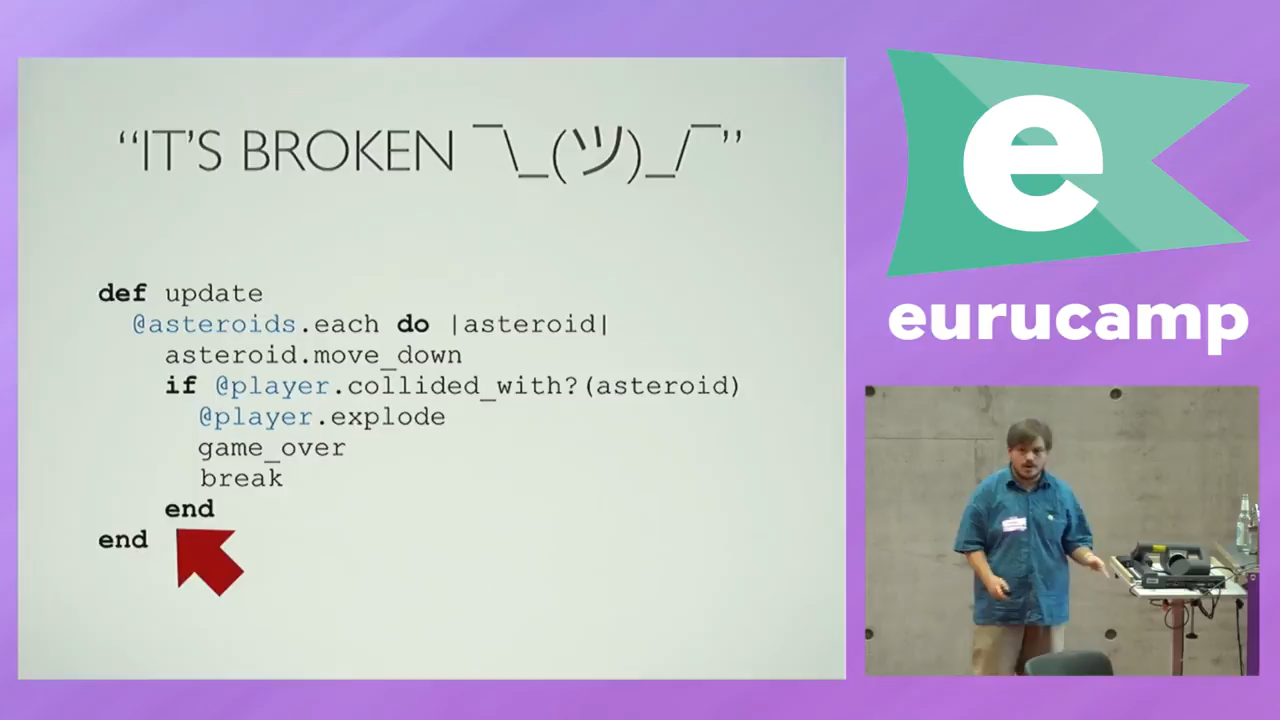 “IT’S BROKEN ¯\_(ツ)_/¯”
def update
  @asteroids.each do |asteroid|
    asteroid.move_down
    if @player.collided_with?(asteroid)
      @player.explode
      game_over
      break
    end
end
e
eurucamp